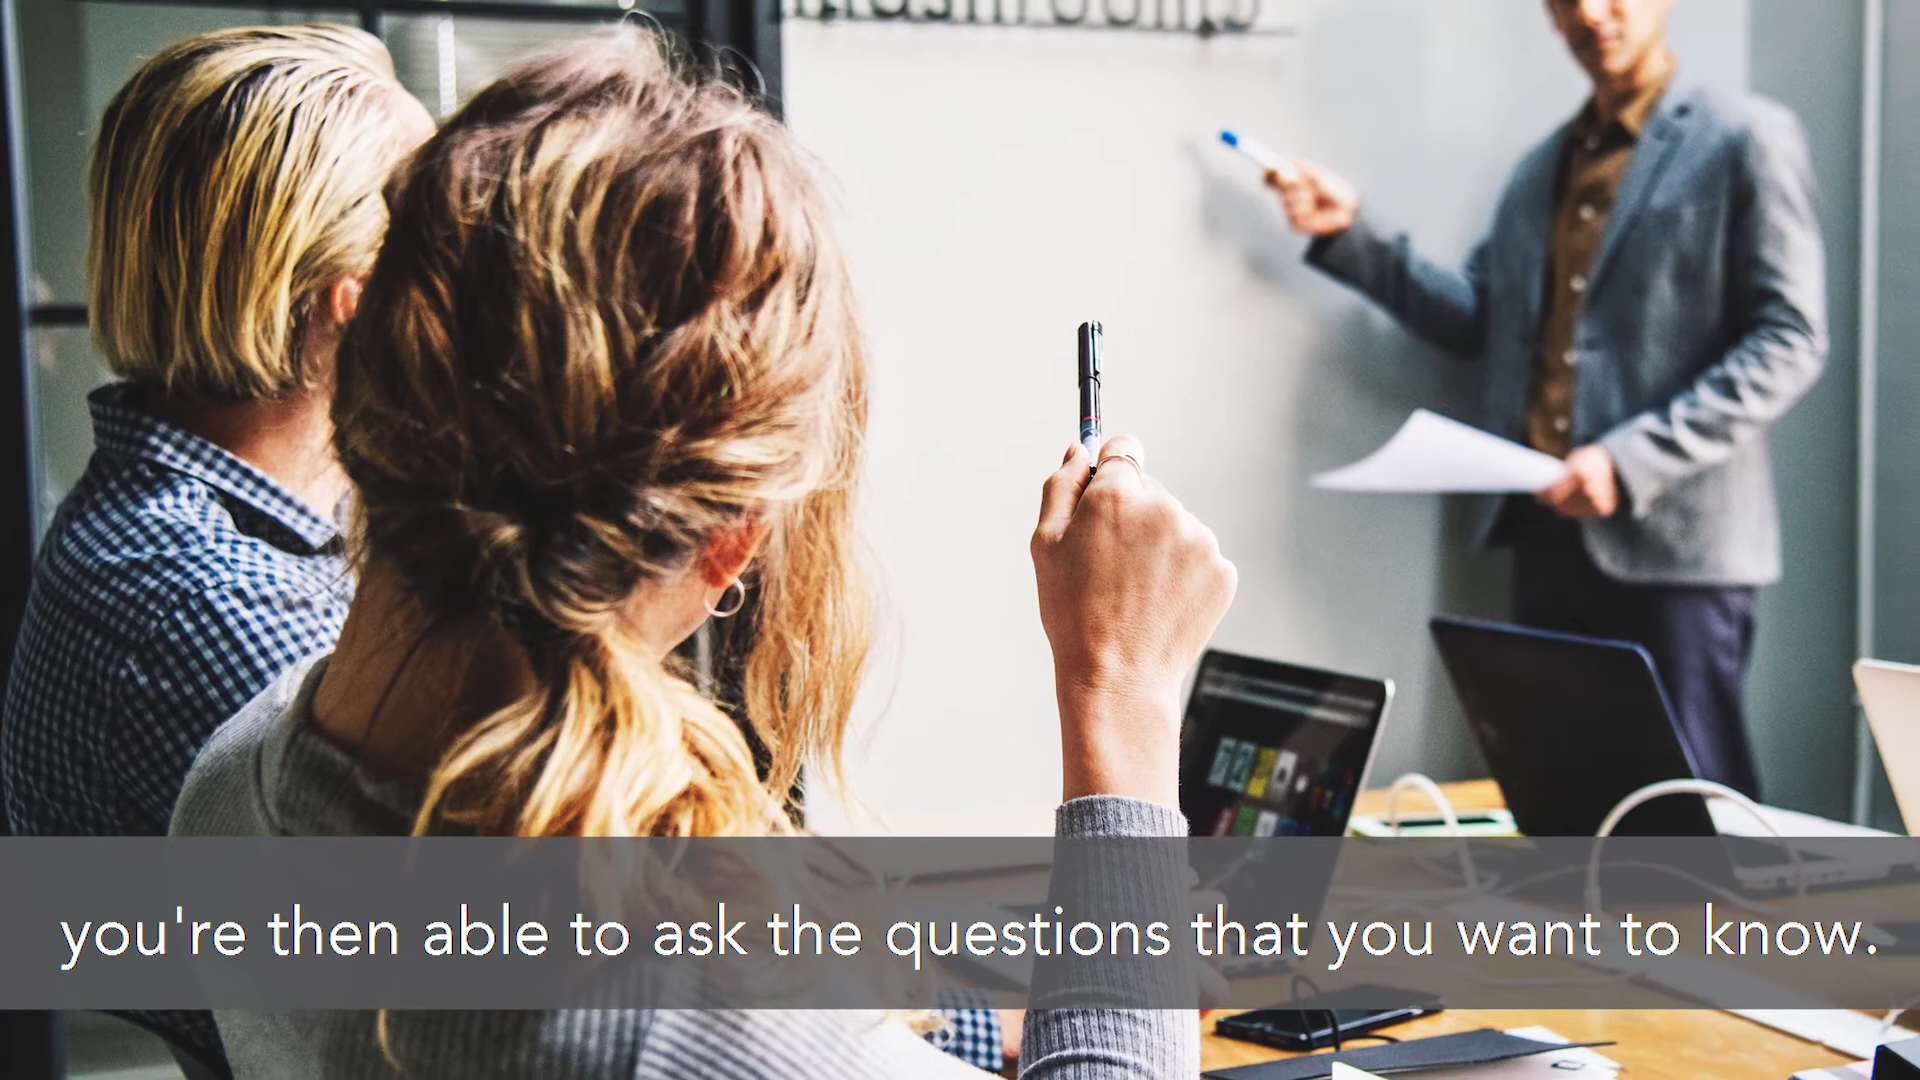 you're then able to ask the questions that you want to know.